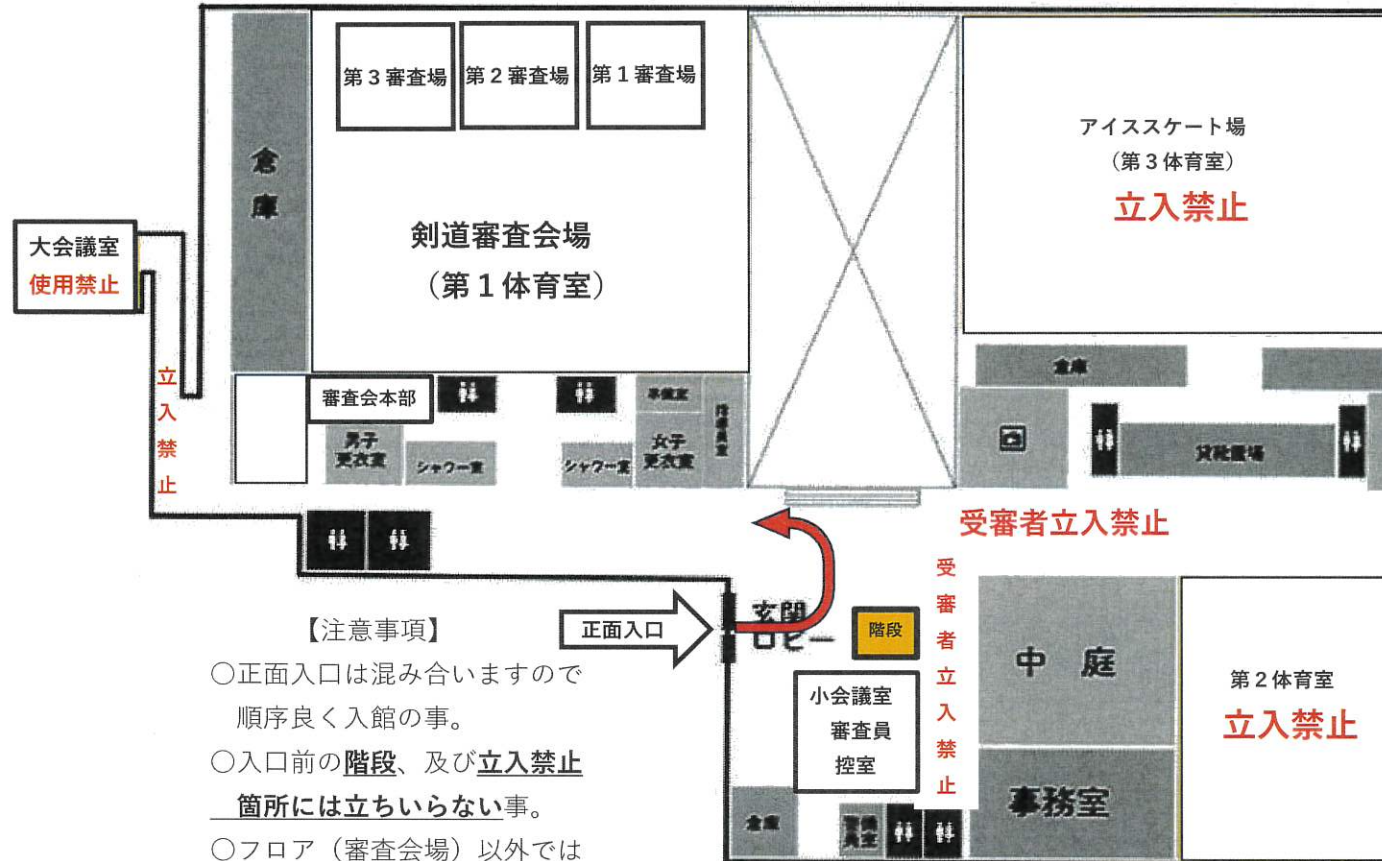 第３審査場
第２審査場
第１審査場
アイススケート場
（第３体育室）
立入禁止
倉庫
剣道審査会場
（第１体育室）
大会議室
使用禁止
立入禁止
審査会本部
男子
更衣室
シャワー室
シャワー室
女子
更衣室
指導員室
倉庫
貸靴置場
受審者立入禁止
受審者立入禁止
正面入口
玄関
ロビー
階段
中庭
第２体育室
立入禁止
小会議室
審査員
控室
事務室
倉庫
【注意事項】
○正面入口は混み合いますので
順序良く入館の事。
○入口前の階段、及び立入禁止
箇所には立ちいらない事。
○フロア（審査会場）以外では